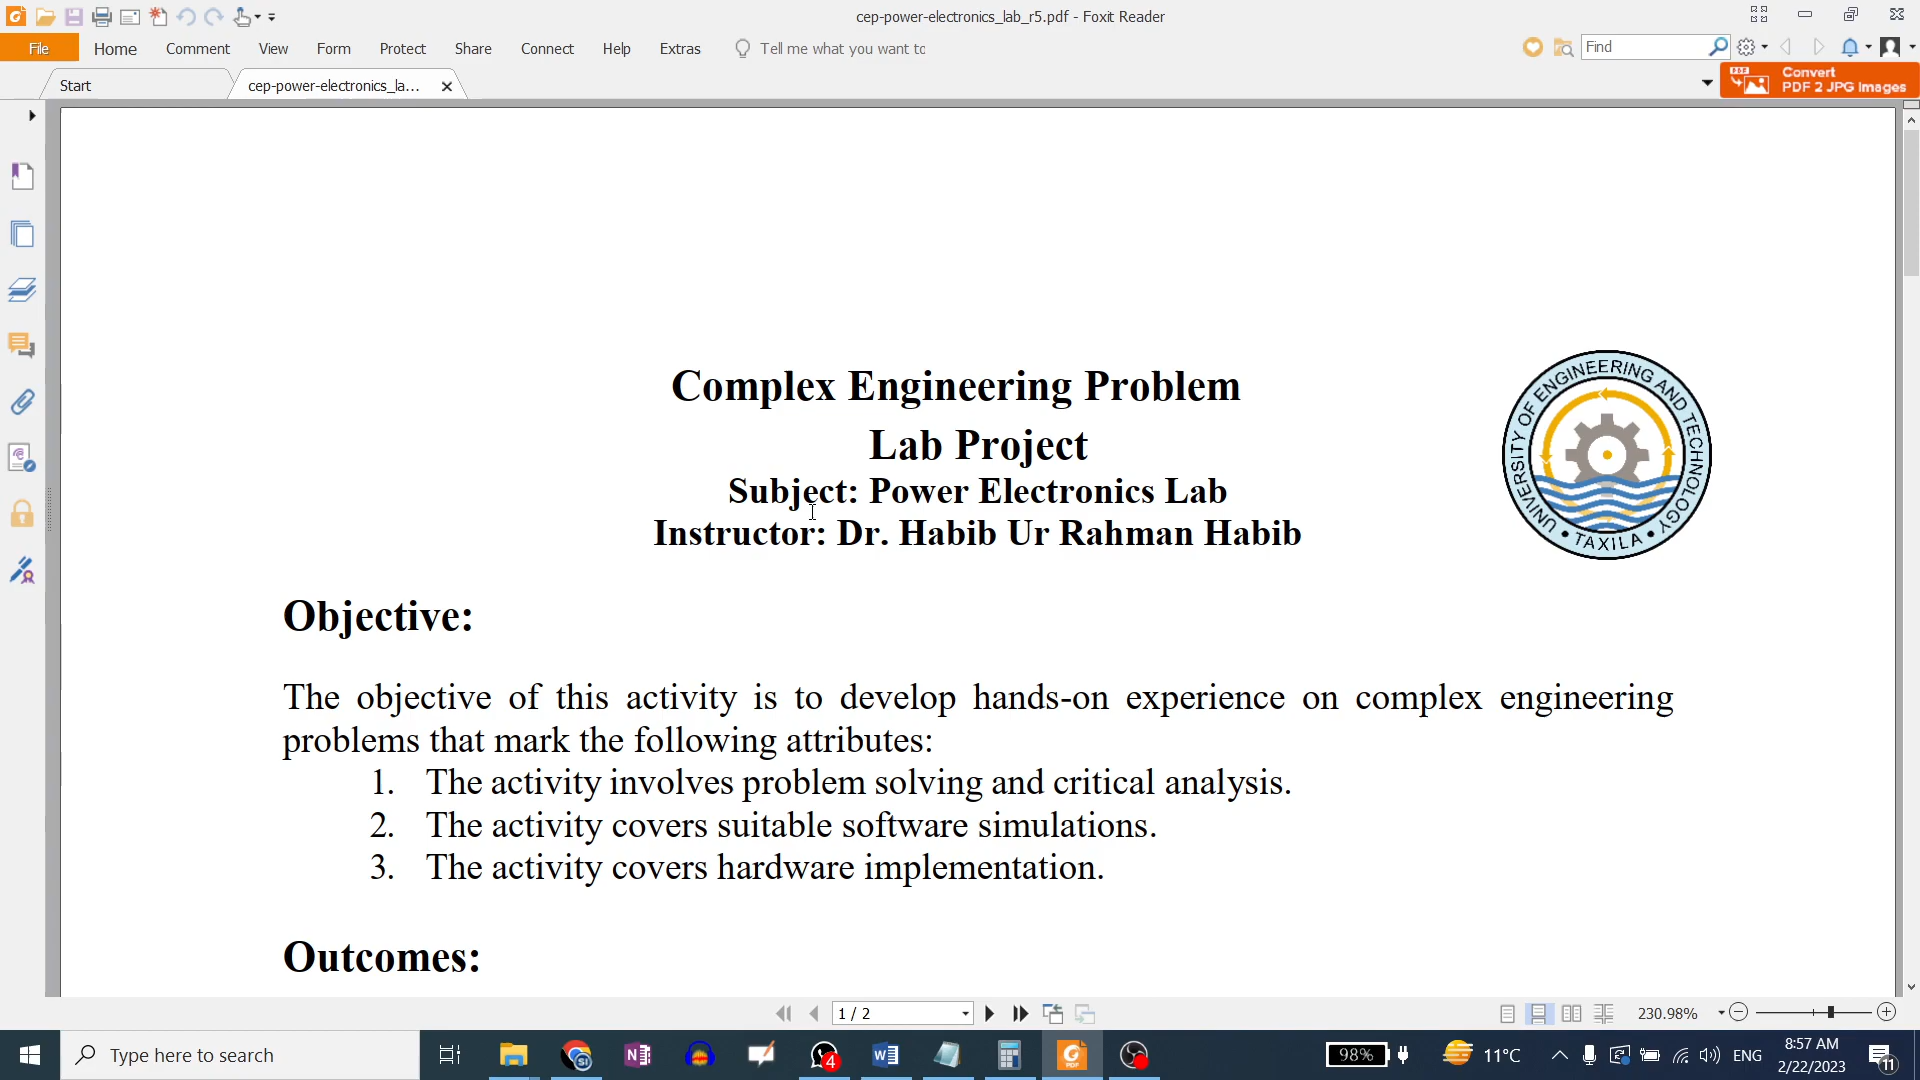 cep-power-electronics_lab_r5.pdf - Foxit Reader
File Home Comment View Form Protect Share Connect Help Extras Tell me what you want to Find
Start cep-power-electronics_la...
PDF Convert
PDF 2 JPG Images
Complex Engineering Problem
Lab Project
Subject: Power Electronics Lab
Instructor: Dr. Habib Ur Rahman Habib
UNIVERSITY OF ENGINEERING AND TECHNOLOGY
• TAXILA •
Objective:
The objective of this activity is to develop hands-on experience on complex engineering
problems that mark the following attributes:
1. The activity involves problem solving and critical analysis.
2. The activity covers suitable software simulations.
3. The activity covers hardware implementation.
Outcomes:
1 / 2 230.98%
Type here to search 4 98% 11°C ENG 8:57 AM
2/22/2023 11